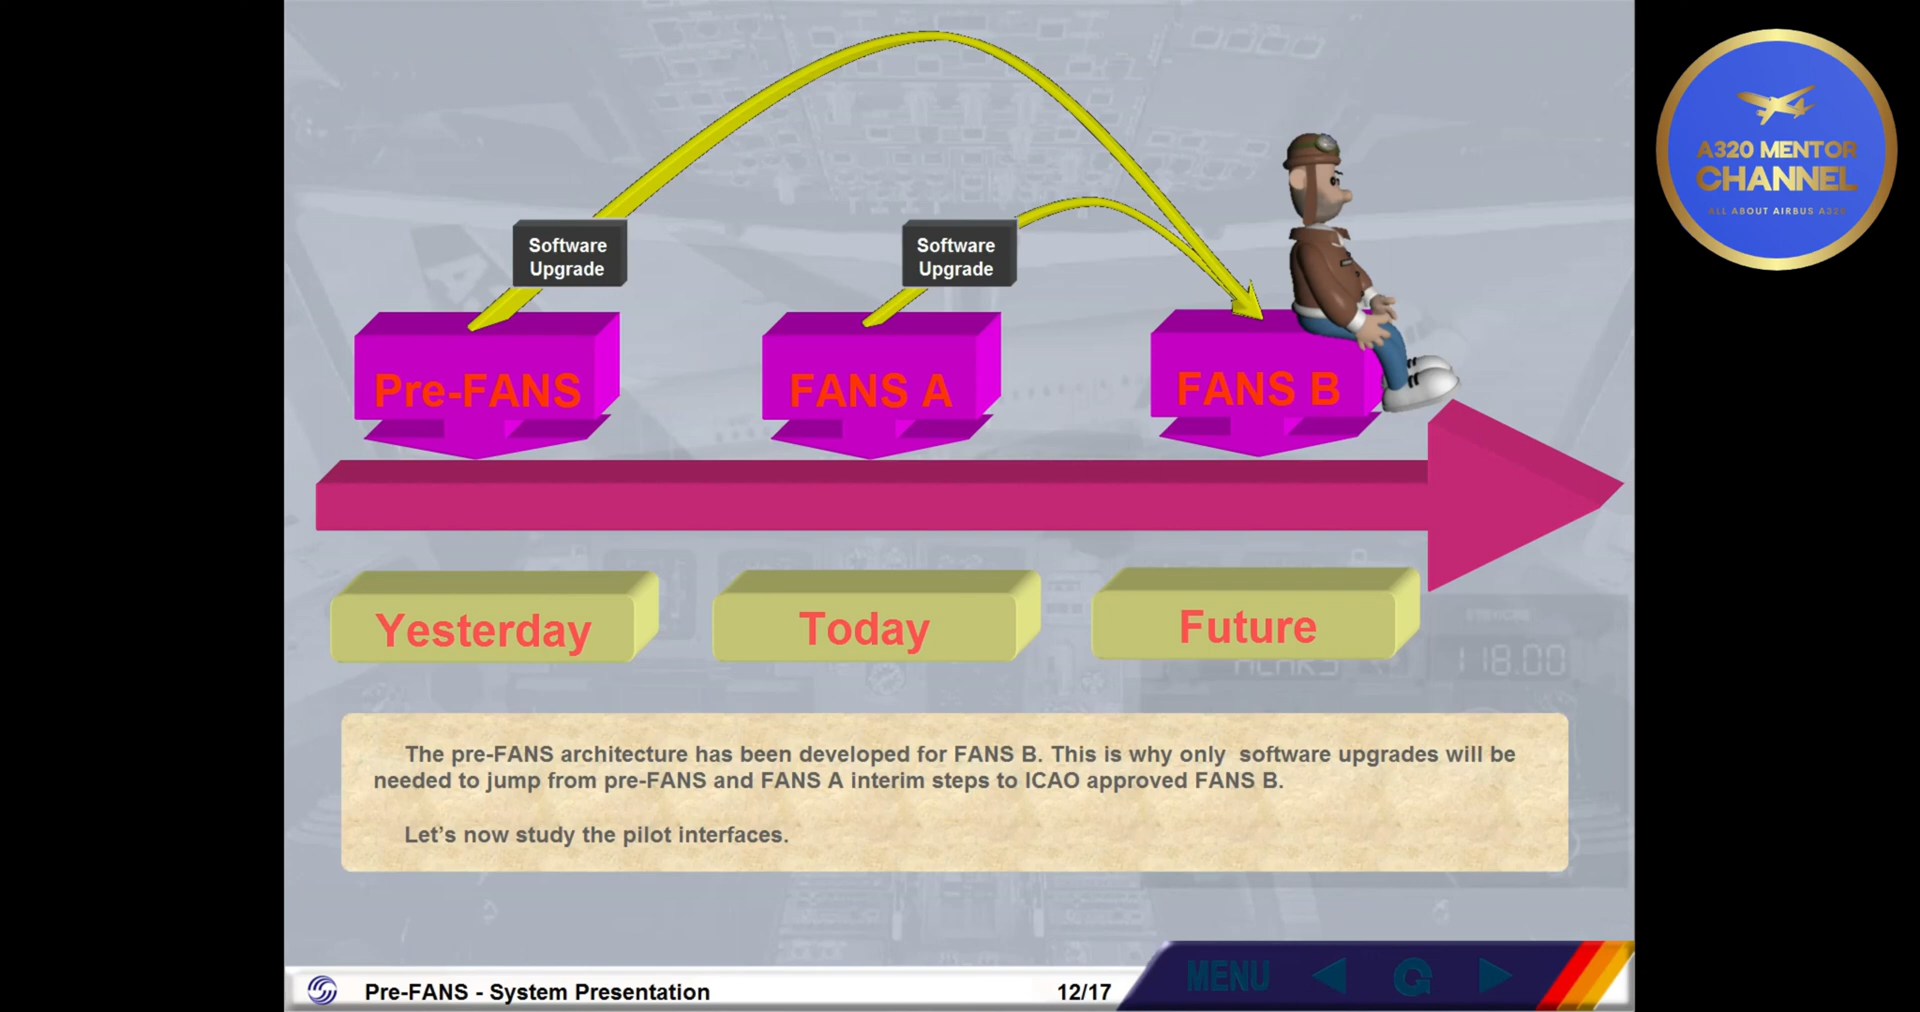 A320 MENTOR
CHANNEL
ALL ABOUT AIRBUS A320
Software
Upgrade
Software
Upgrade
Pre-FANS
FANS A
FANS B
Yesterday
Today
Future
118.00
The pre-FANS architecture has been developed for FANS B. This is why only software upgrades will be
needed to jump from pre-FANS and FANS A interim steps to ICAO approved FANS B.
Let’s now study the pilot interfaces.
Pre-FANS - System Presentation
12/17
MENU